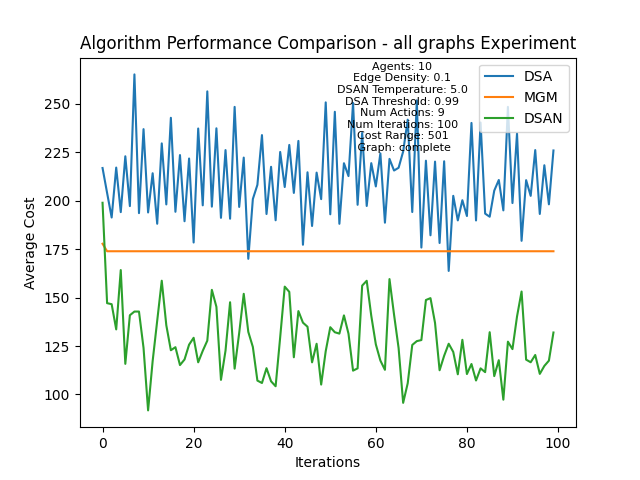 Algorithm Performance Comparison - all graphs Experiment
Agents: 10
Edge Density: 0.1
DSAN Temperature: 5.0
DSA Threshold: 0.99
Num Actions: 9
Num Iterations: 100
Cost Range: 501
Graph: complete
DSA
MGM
DSAN
Average Cost
250
225
200
175
150
125
100
0
20
40
60
80
100
Iterations